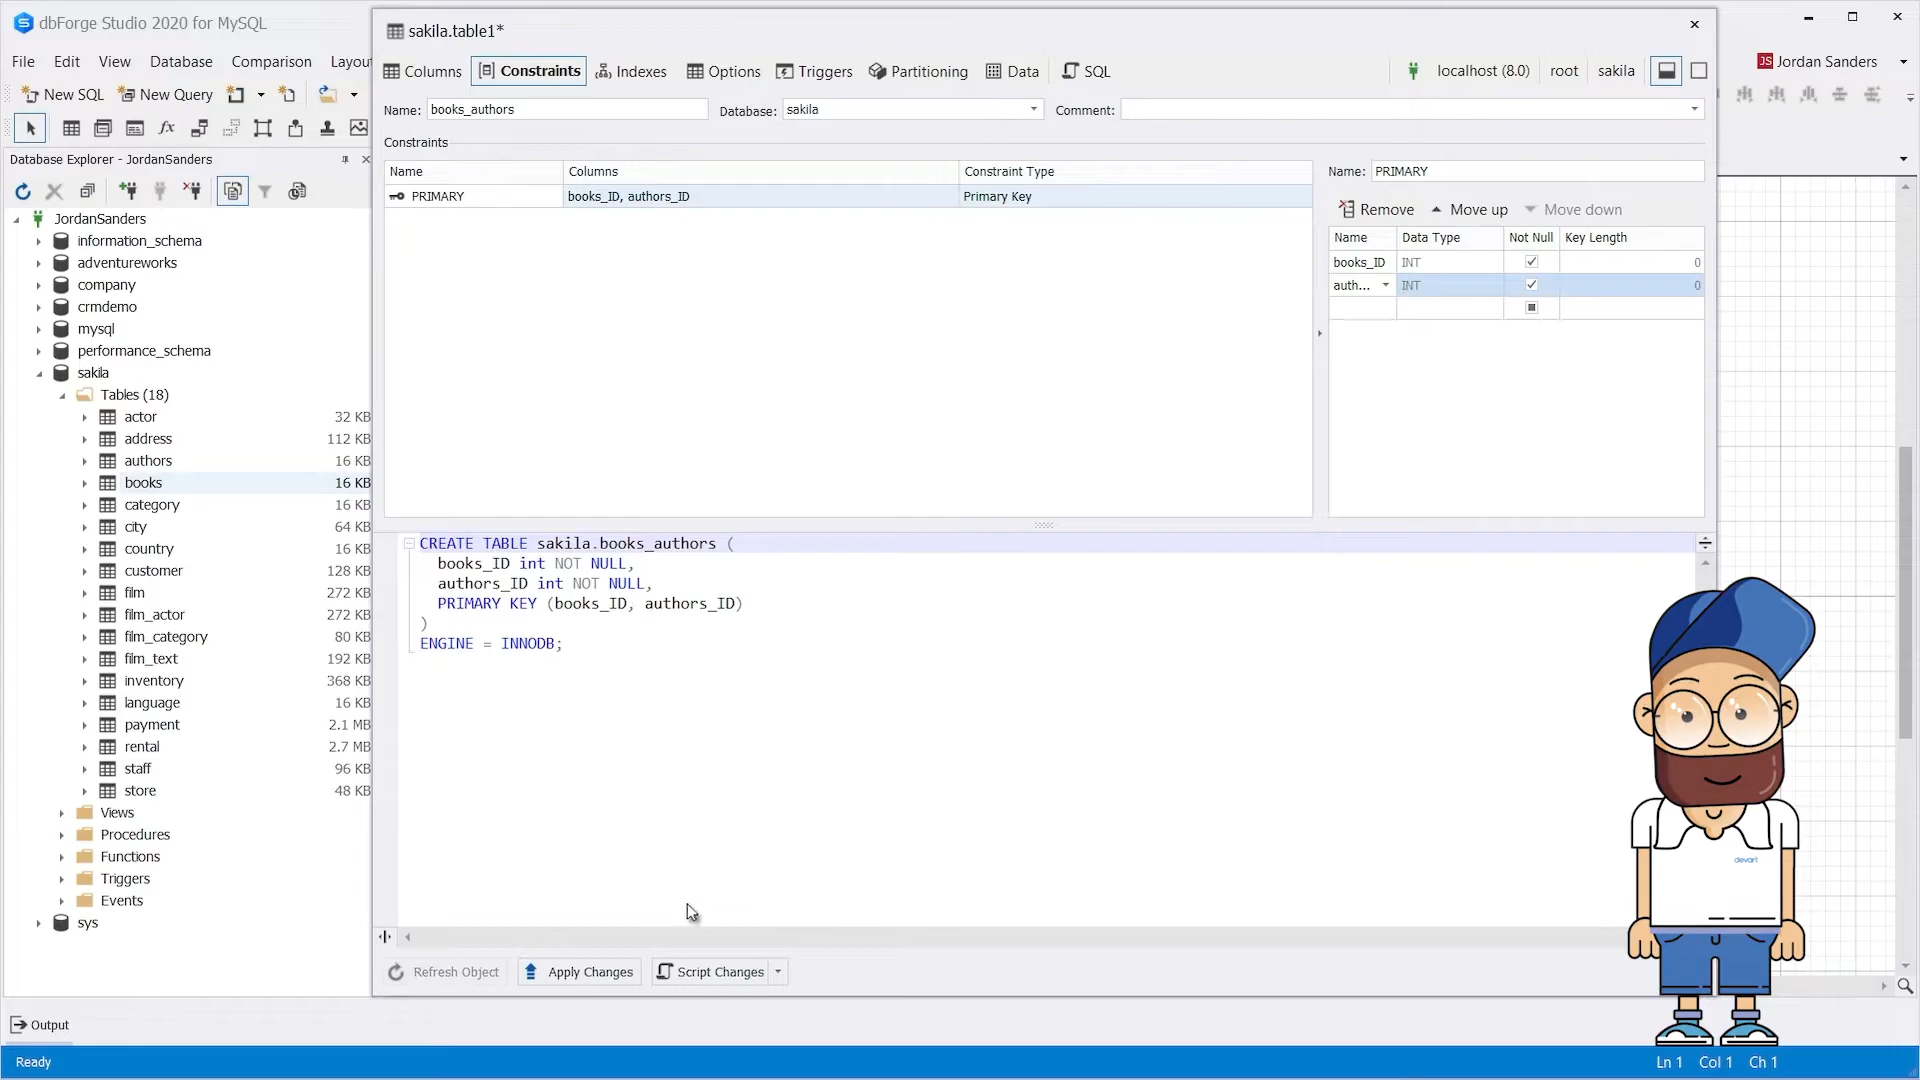 dbForge Studio 2020 for MySQL
File Edit View Database Comparison Layou
New SQL New Query
Database Explorer - JordanSanders
JordanSanders
information_schema
adventureworks
company
crmdemo
mysql
performance_schema
sakila
Tables (18)
actor 32 KB
address 112 KB
authors 16 KB
books 16 KB
category 16 KB
city 64 KB
country 16 KB
customer 128 KB
film 272 KB
film_actor 272 KB
film_category 80 KB
film_text 192 KB
inventory 368 KB
language 16 KB
payment 2.1 MB
rental 2.7 MB
staff 96 KB
store 48 KB
Views
Procedures
Functions
Triggers
Events
sys
sakila.table1*
Columns Constraints Indexes Options Triggers Partitioning Data SQL
localhost (8.0) root sakila
JS Jordan Sanders
Name: books_authors Database: sakila Comment:
Constraints
Name Columns Constraint Type
PRIMARY books_ID, authors_ID Primary Key
Name: PRIMARY
Remove Move up Move down
Name Data Type Not Null Key Length
books_ID INT 0
auth... INT 0
CREATE TABLE sakila.books_authors (
books_ID int NOT NULL,
authors_ID int NOT NULL,
PRIMARY KEY (books_ID, authors_ID)
)
ENGINE = INNODB;
devart
Refresh Object Apply Changes Script Changes
Output
Ready
Ln 1 Col 1 Ch 1